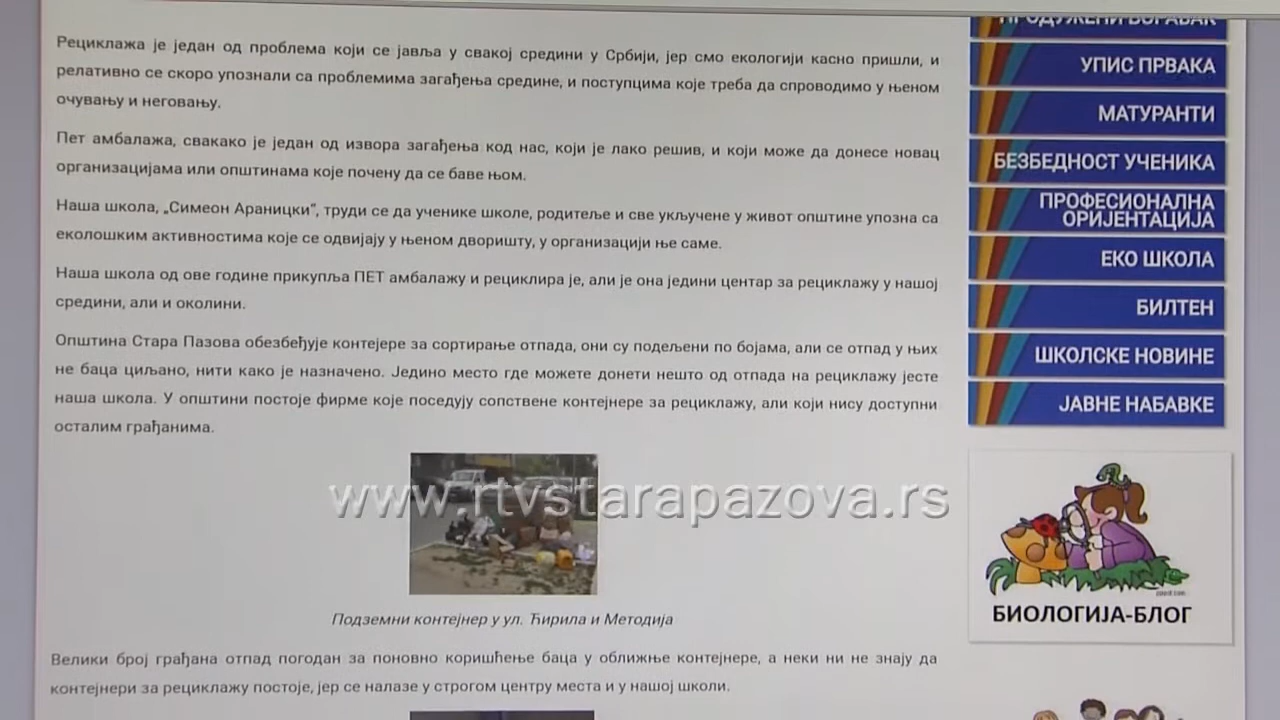 Рециклажа је један од проблема који се јавља у свакој средини у Србији, јер смо екологији касно пришли, и
релативно се скоро упознали са проблемима загађења средине, и поступцима које треба да спроводимо у њеном
очувању и неговању.
Пет амбалажа, свакако је један од извора загађења код нас, који је лако решив, и који може да донесе новац
организацијама или општинама које почену да се баве њом.
Наша школа, „Симеон Араницки“, труди се да ученике школе, родитеље и све укључене у живот општине упозна са
еколошким активностима које се одвијају у њеном дворишту, у организацији ње саме.
Наша школа од ове године прикупља ПЕТ амбалажу и рециклира је, али је она једини центар за рециклажу у нашој
средини, али и околини.
Општина Стара Пазова обезбеђује контејере за сортирање отпада, они су подељени по бојама, али се отпад у њих
не баца циљано, нити како је назначено. Једино место где можете донети нешто од отпада на рециклажу јесте
наша школа. У општини постоје фирме које поседују сопствене контејнере за рециклажу, али који нису доступни
осталим грађанима.
www.rtvstarapazova.rs
Подземни контејнер у ул. Ћирила и Методија
Велики број грађана отпад погодан за поновно коришћење баца у оближње контејнере, а неки ни не знају да
контејнери за рециклажу постоје, јер се налазе у строгом центру места и у нашој школи.
ПРОДУЖЕНИ БОРАВАК
УПИС ПРВАКА
МАТУРАНТИ
БЕЗБЕДНОСТ УЧЕНИКА
ПРОФЕСИОНАЛНА
ОРИЈЕНТАЦИЈА
ЕКО ШКОЛА
БИЛТЕН
ШКОЛСКЕ НОВИНЕ
ЈАВНЕ НАБАВКЕ
БИОЛОГИЈА-БЛОГ